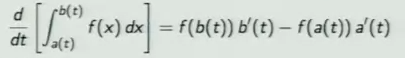 d/dt [∫_{a(t)}^{b(t)} f(x) dx] = f(b(t)) b′(t) − f(a(t)) a′(t)